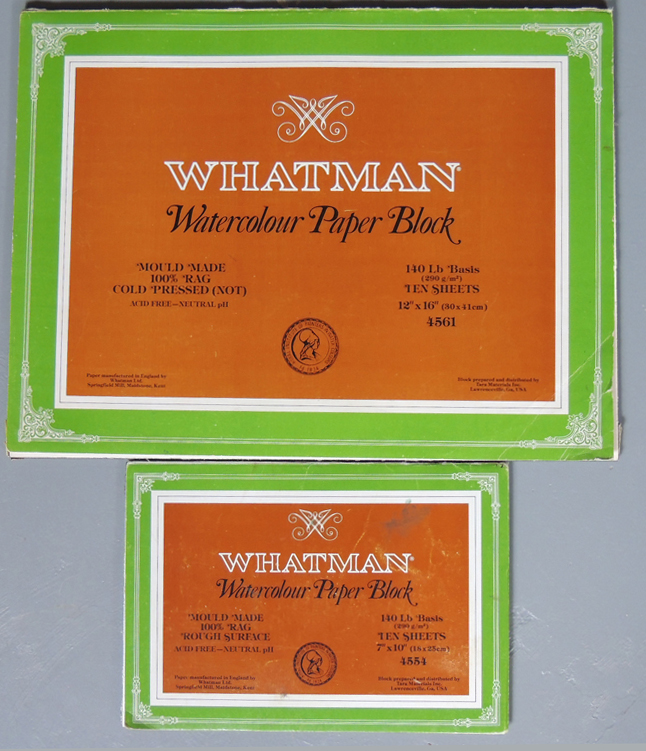 WHATMAN
Watercolour Paper Block
MOULD MADE
100% RAG
COLD PRESSED (NOT)
ACID FREE—NEUTRAL pH
140 Lb Basis
(290 g/m²)
TEN SHEETS
12" x 16" (30 x 41cm)
4561
Paper manufactured in England by
Whatman Ltd.
Springfield Mill, Maidstone, Kent
Stock prepared and distributed by
Tara Materials Inc.
Lawrenceville, Ga, USA
WHATMAN
Watercolour Paper Block
MOULD MADE
100% RAG
ROUGH SURFACE
ACID FREE—NEUTRAL pH
140 Lb Basis
(290 g/m²)
TEN SHEETS
7" x 10" (18 x 25cm)
4554
Paper manufactured in England by
Whatman Ltd.
Springfield Mill, Maidstone, Kent
Stock prepared and distributed by
Tara Materials Inc.
Lawrenceville, Ga, USA